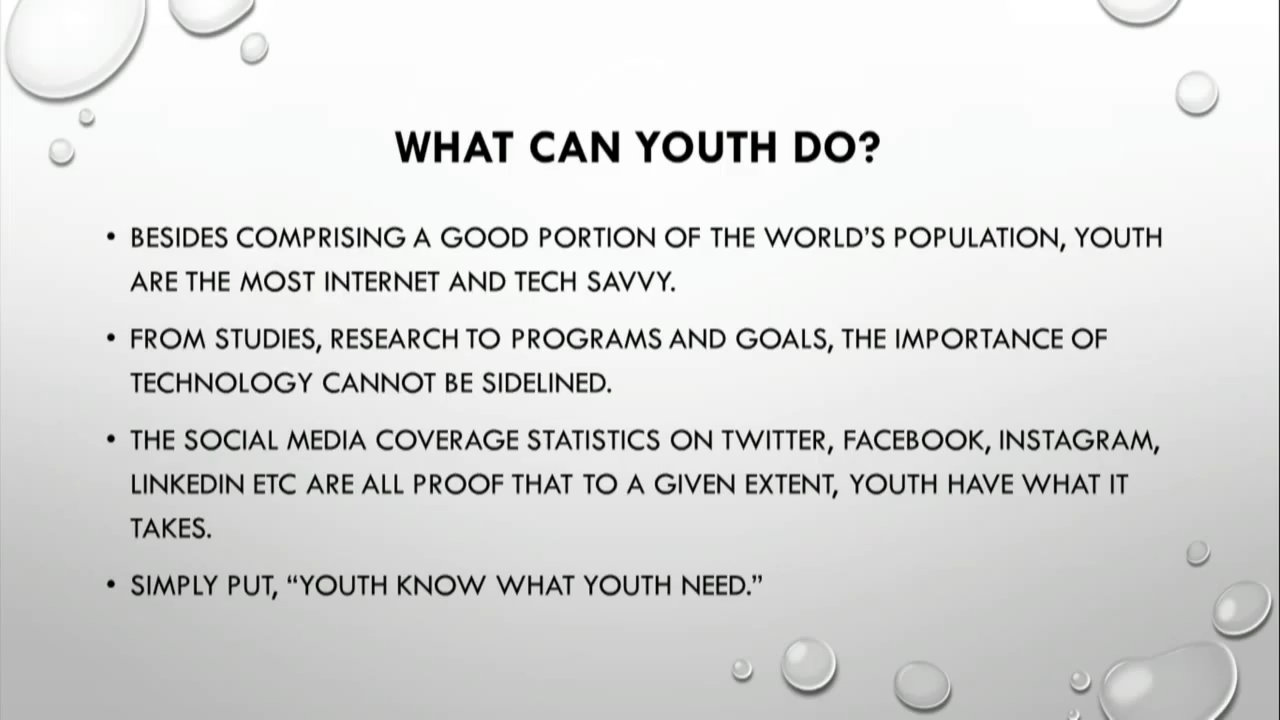 WHAT CAN YOUTH DO?
• BESIDES COMPRISING A GOOD PORTION OF THE WORLD’S POPULATION, YOUTH
ARE THE MOST INTERNET AND TECH SAVVY.
• FROM STUDIES, RESEARCH TO PROGRAMS AND GOALS, THE IMPORTANCE OF
TECHNOLOGY CANNOT BE SIDELINED.
• THE SOCIAL MEDIA COVERAGE STATISTICS ON TWITTER, FACEBOOK, INSTAGRAM,
LINKEDIN ETC ARE ALL PROOF THAT TO A GIVEN EXTENT, YOUTH HAVE WHAT IT
TAKES.
• SIMPLY PUT, “YOUTH KNOW WHAT YOUTH NEED.”